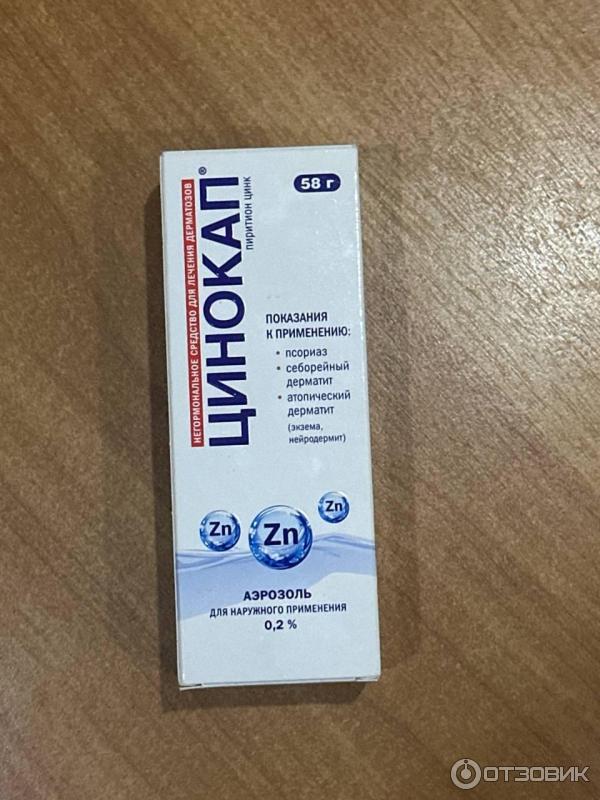 НЕГОРМОНАЛЬНОЕ СРЕДСТВО ДЛЯ ЛЕЧЕНИЯ ДЕРМАТОЗОВ
ЦИНОКАП®
пиритион цинк
58 г
ПОКАЗАНИЯ
К ПРИМЕНЕНИЮ:
• псориаз
• себорейный
дерматит
• атопический
дерматит
(экзема,
нейродермит)
Zn
Zn
Zn
АЭРОЗОЛЬ
ДЛЯ НАРУЖНОГО ПРИМЕНЕНИЯ
0,2 %
ОТЗОВИК